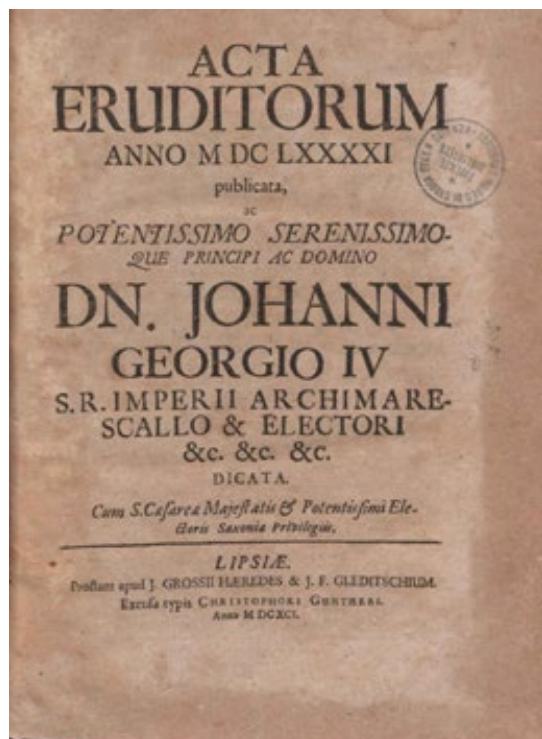 ACTA
ERUDITORUM
ANNO M DC LXXXXI
publicata,
ac
POTENTISSIMO SERENISSIMO-
QUE PRINCIPI AC DOMINO
DN. JOHANNI
GEORGIO IV
S. R. IMPERII ARCHIMARE-
SCALLO & ELECTORI
&c. &c. &c.
DICATA.
Cum S. Cæsareæ Majestatis & Potentissimi Ele-
ctoris Saxoniæ Privilegiis.
LIPSIÆ.
Prostant apud J. GROSSII HÆREDES & J. F. GLEDITSCHIUM.
Excusa typis CHRISTOPHORI GUNTHERI.
Anno M DCXCI.